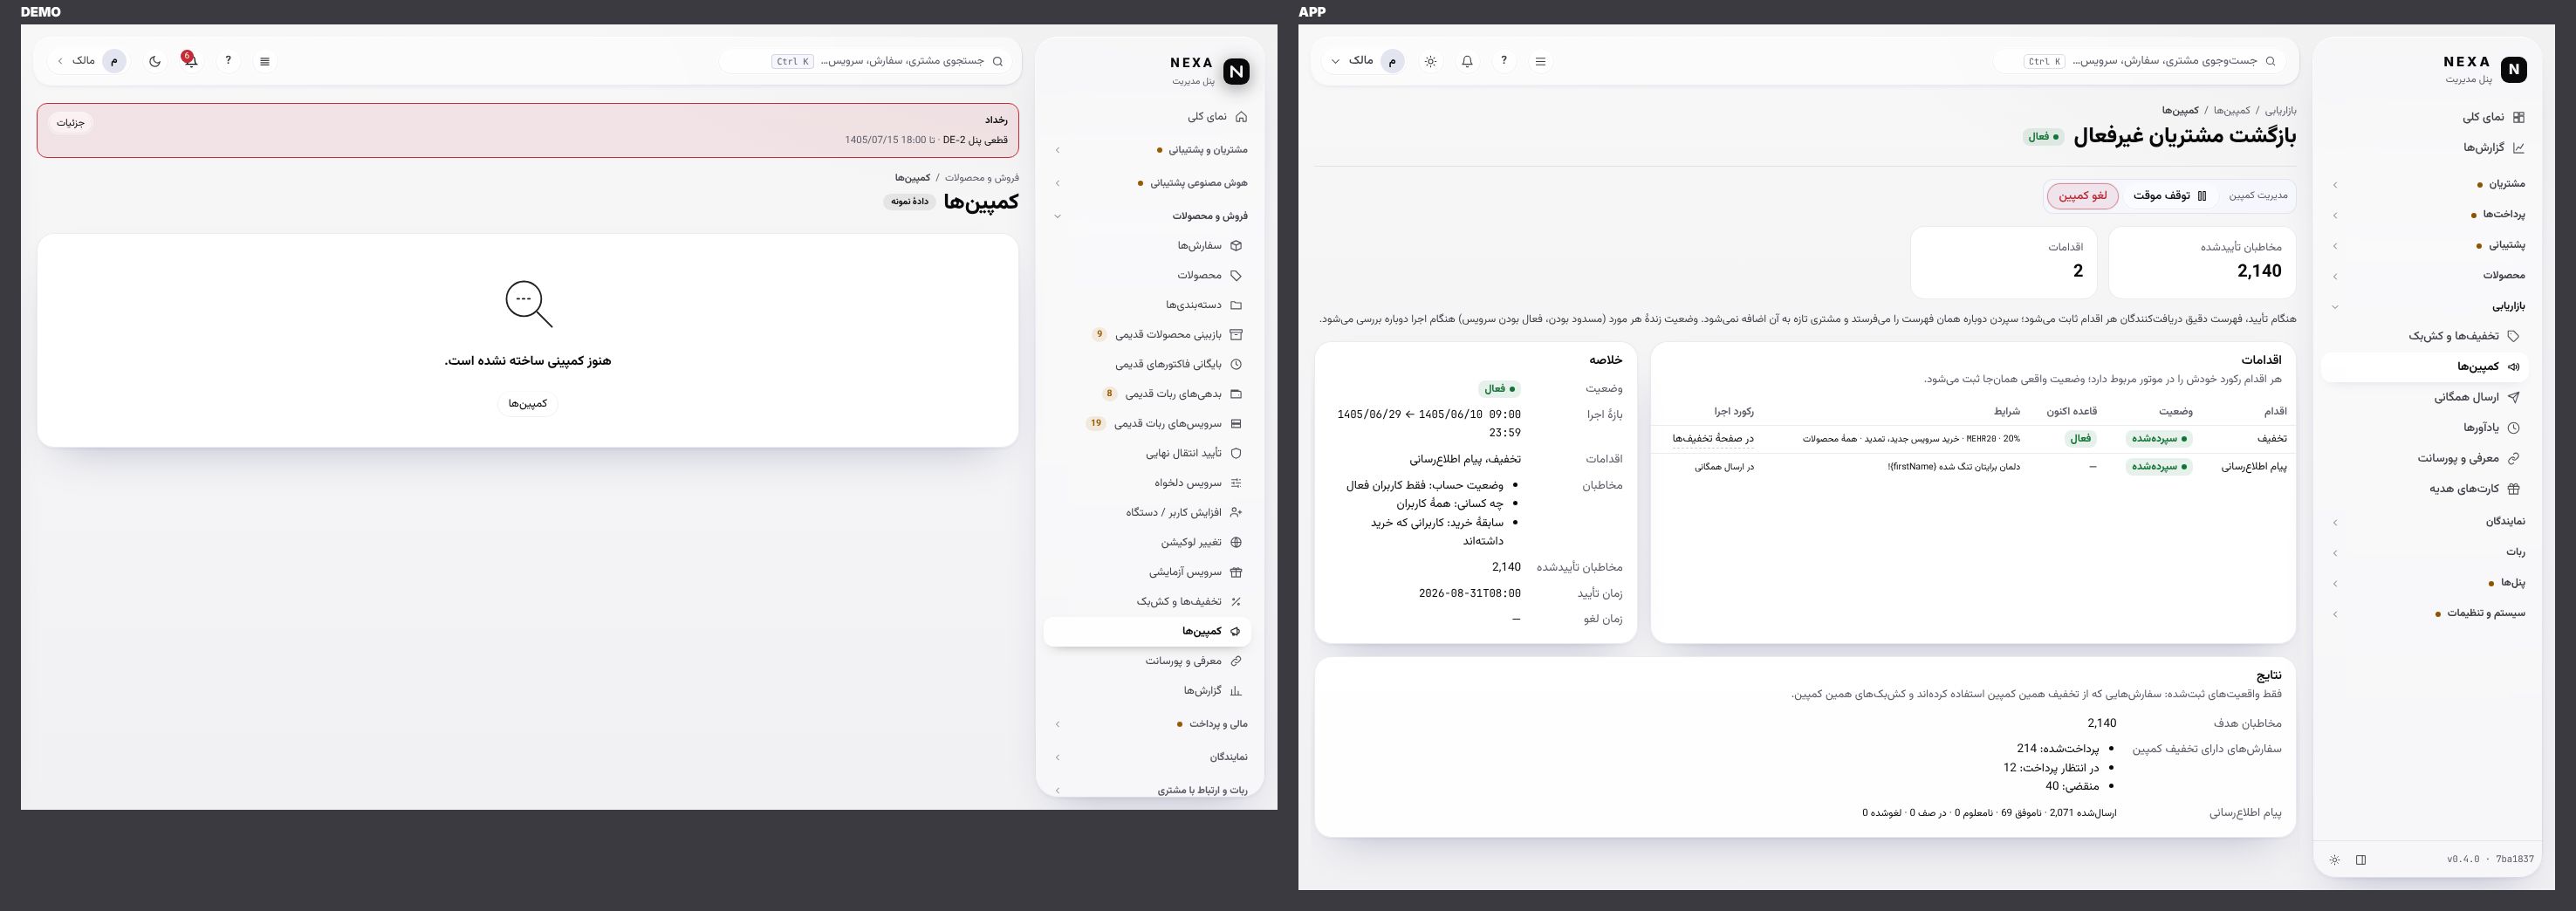 DEMO
NEXA
پنل مدیریت
N
جستجوی مشتری، سفارش، سرویس...
Ctrl K
?
6
م
مالک
نمای کلی
مشتریان و پشتیبانی
هوش مصنوعی پشتیبانی
فروش و محصولات
سفارش‌ها
محصولات
دسته‌بندی‌ها
بازبینی محصولات قدیمی 9
بایگانی فاکتورهای قدیمی
بدهی‌های ربات قدیمی 8
سرویس‌های ربات قدیمی 19
تأیید انتقال نهایی
سرویس دلخواه
افزایش کاربر / دستگاه
تغییر لوکیشن
سرویس آزمایشی
تخفیف‌ها و کش‌بک
کمپین‌ها
معرفی و پورسانت
گزارش‌ها
مالی و پرداخت
نمایندگان
ربات و ارتباط با مشتری
رخداد
قطعی پنل DE-2 · تا 18:00 1405/07/15
جزئیات
فروش و محصولات / کمپین‌ها
کمپین‌ها
دادهٔ نمونه
هنوز کمپینی ساخته نشده است.
کمپین‌ها
APP
NEXA
پنل مدیریت
N
جست‌وجوی مشتری، سفارش، سرویس...
Ctrl K
?
م
مالک
نمای کلی
گزارش‌ها
مشتریان
پرداخت‌ها
پشتیبانی
محصولات
بازاریابی
تخفیف‌ها و کش‌بک
کمپین‌ها
ارسال همگانی
یادآورها
معرفی و پورسانت
کارت‌های هدیه
نمایندگان
ربات
پنل‌ها
سیستم و تنظیمات
v0.4.0 · 7ba1837
بازاریابی / کمپین‌ها / کمپین‌ها
بازگشت مشتریان غیرفعال
فعال
مدیریت کمپین
توقف موقت
لغو کمپین
مخاطبان تأییدشده
2,140
اقدامات
2
هنگام تأیید، فهرست دقیق دریافت‌کنندگان هر اقدام ثابت می‌شود؛ سپردن دوباره همان فهرست را می‌فرستد و مشتری تازه به آن اضافه نمی‌شود. وضعیت زندهٔ هر مورد (مسدود بودن، فعال بودن سرویس) هنگام اجرا دوباره بررسی می‌شود.
اقدامات
هر اقدام رکورد خودش را در موتور مربوط دارد؛ وضعیت واقعی همان‌جا ثبت می‌شود.
اقدام وضعیت قاعده اکنون شرایط رکورد اجرا
تخفیف سپرده‌شده فعال MEHR20 · 20% · خرید سرویس جدید، تمدید · همهٔ محصولات در صفحهٔ تخفیف‌ها
پیام اطلاع‌رسانی سپرده‌شده — دلمان برایتان تنگ شده {firstName}! در ارسال همگانی
خلاصه
وضعیت فعال
بازهٔ اجرا 1405/06/29 ← 1405/06/10 09:00
23:59
اقدامات تخفیف، پیام اطلاع‌رسانی
مخاطبان • وضعیت حساب: فقط کاربران فعال
• چه کسانی: همهٔ کاربران
• سابقهٔ خرید: کاربرانی که خرید
داشته‌اند
مخاطبان تأییدشده 2,140
زمان تأیید 2026-08-31T08:00
زمان لغو —
نتایج
فقط واقعیت‌های ثبت‌شده: سفارش‌هایی که از تخفیف همین کمپین استفاده کرده‌اند و کش‌بک‌های همین کمپین.
مخاطبان هدف 2,140
سفارش‌های دارای تخفیف کمپین • پرداخت‌شده: 214
• در انتظار پرداخت: 12
• منقضی: 40
پیام اطلاع‌رسانی ارسال‌شده 2,071 · ناموفق 69 · نامعلوم 0 · در صف 0 · لغوشده 0